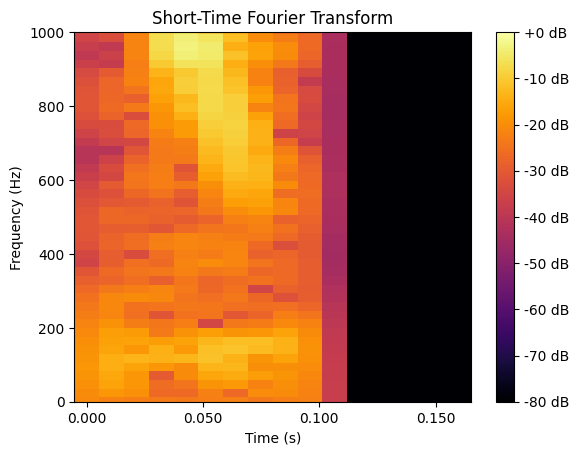 Short-Time Fourier Transform
1000
800
600
400
200
0
Frequency (Hz)
0.000
0.050
0.100
0.150
Time (s)
+0 dB
-10 dB
-20 dB
-30 dB
-40 dB
-50 dB
-60 dB
-70 dB
-80 dB